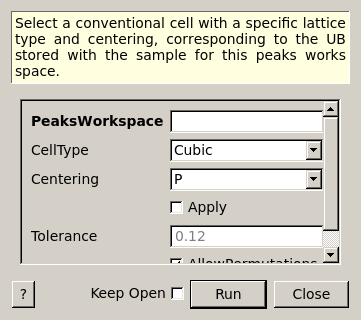 Select a conventional cell with a specific lattice
type and centering, corresponding to the UB
stored with the sample for this peaks works
space.
PeaksWorkspace
CellType Cubic
Centering P
Apply
Tolerance 0.12
AllowPermutations
? Keep Open Run Close